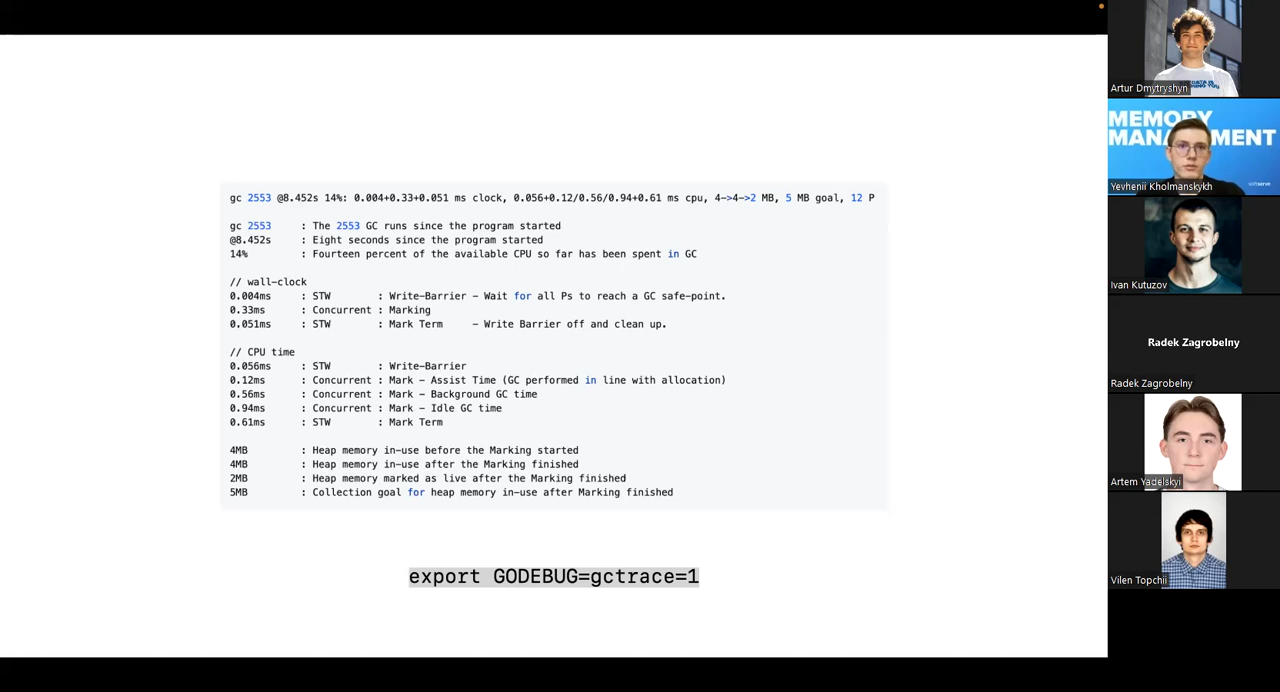 gc 2553 @8.452s 14%: 0.004+0.33+0.051 ms clock, 0.056+0.12/0.56/0.94+0.61 ms cpu, 4->4->2 MB, 5 MB goal, 12 P
gc 2553 : The 2553 GC runs since the program started
@8.452s : Eight seconds since the program started
14% : Fourteen percent of the available CPU so far has been spent in GC
// wall-clock
0.004ms : STW : Write-Barrier - Wait for all Ps to reach a GC safe-point.
0.33ms : Concurrent : Marking
0.051ms : STW : Mark Term - Write Barrier off and clean up.
// CPU time
0.056ms : STW : Write-Barrier
0.12ms : Concurrent : Mark - Assist Time (GC performed in line with allocation)
0.56ms : Concurrent : Mark - Background GC time
0.94ms : Concurrent : Mark - Idle GC time
0.61ms : STW : Mark Term
4MB : Heap memory in-use before the Marking started
4MB : Heap memory in-use after the Marking finished
2MB : Heap memory marked as live after the Marking finished
5MB : Collection goal for heap memory in-use after Marking finished
export GODEBUG=gctrace=1
Artur Dmytryshyn
MEMORY
MANA MENT
softserve
Yevhenii Kholmanskykh
Ivan Kutuzov
Radek Zagrobelny
Radek Zagrobelny
Artem Yadelskyi
Vilen Topchii